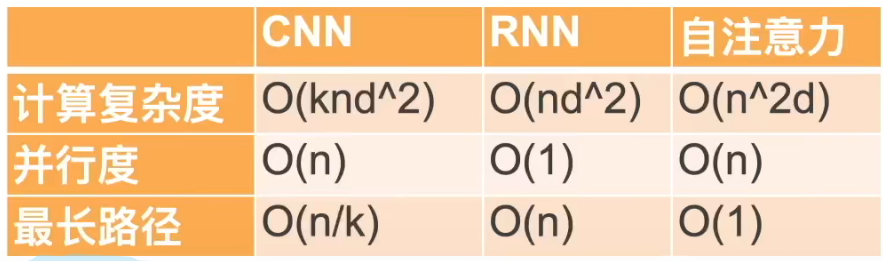 CNN RNN 自注意力
计算复杂度 O(knd^2) O(nd^2) O(n^2d)
并行度 O(n) O(1) O(n)
最长路径 O(n/k) O(n) O(1)